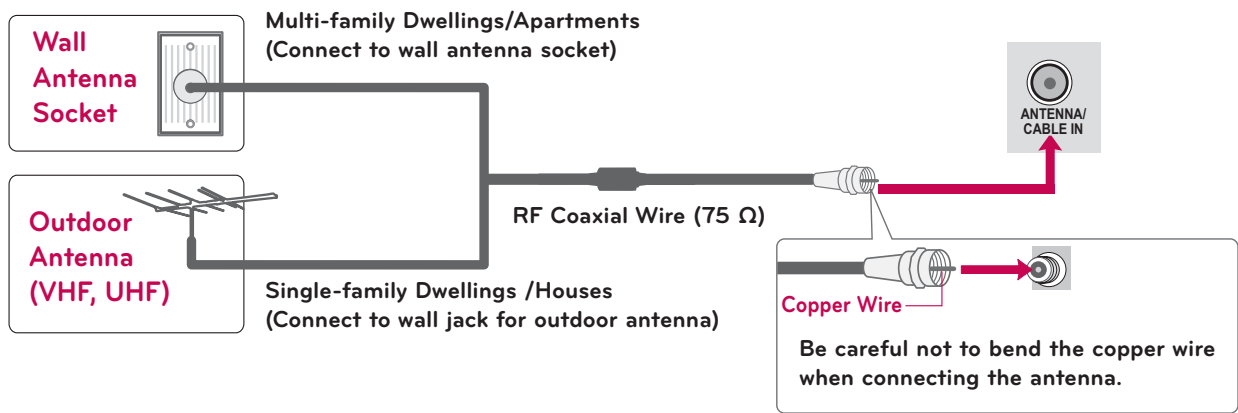 Wall
Antenna
Socket
Multi-family Dwellings/Apartments
(Connect to wall antenna socket)
ANTENNA/
CABLE IN
Outdoor
Antenna
(VHF, UHF)
RF Coaxial Wire (75 Ω)
Single-family Dwellings /Houses
(Connect to wall jack for outdoor antenna)
Copper Wire
Be careful not to bend the copper wire
when connecting the antenna.